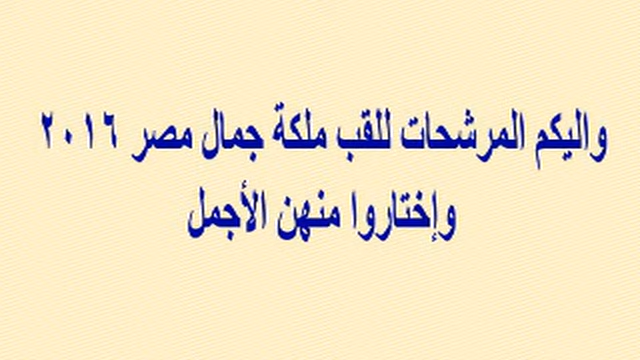 واليكم المرشحات للقب ملكة جمال مصر ٢٠١٦
وإختاروا منهن الأجمل